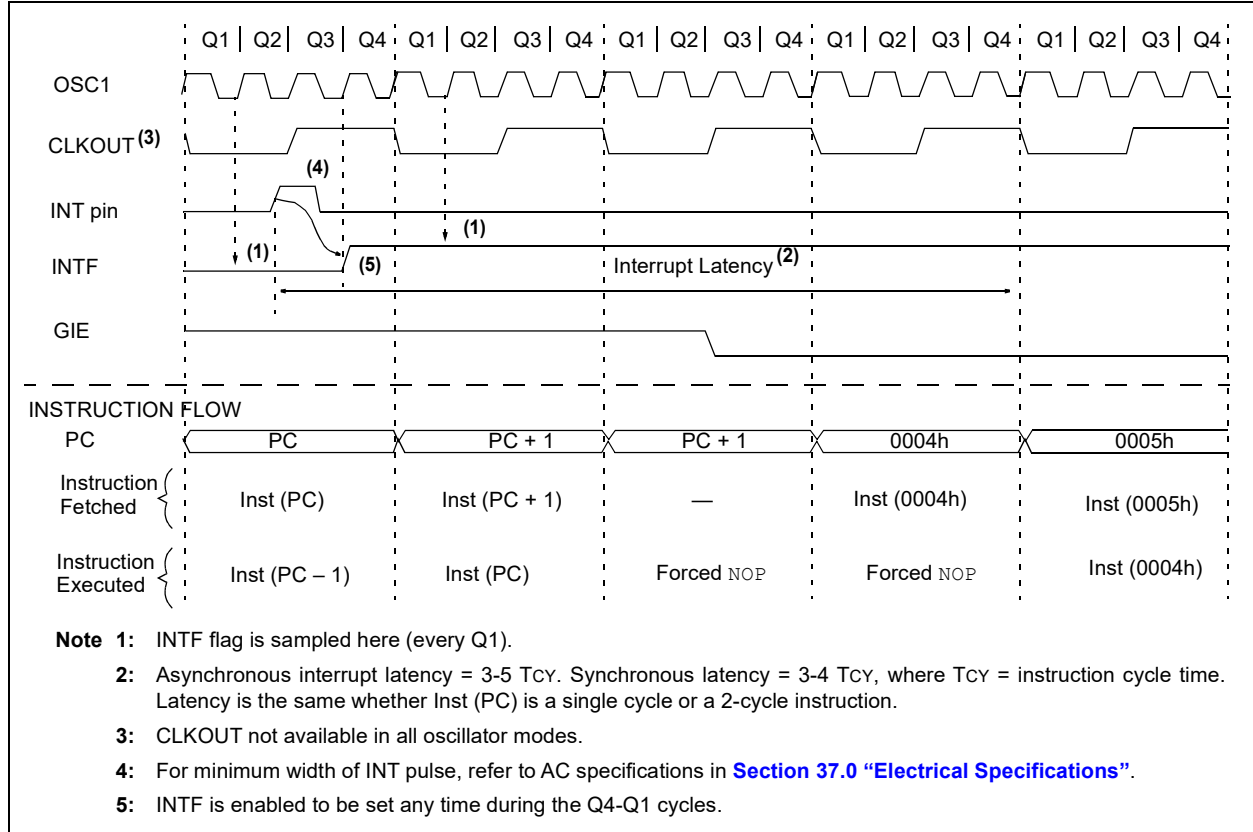 Q1 | Q2 | Q3 | Q4 Q1 | Q2 | Q3 | Q4 Q1 | Q2 | Q3 | Q4 Q1 | Q2 | Q3 | Q4 Q1 | Q2 | Q3 | Q4
OSC1
CLKOUT (3)
(4)
INT pin
(1) (1)
INTF (5) Interrupt Latency (2)
GIE
INSTRUCTION FLOW
PC PC PC + 1 PC + 1 0004h 0005h
Instruction Fetched Inst (PC) Inst (PC + 1) — Inst (0004h) Inst (0005h)
Instruction Executed Inst (PC – 1) Inst (PC) Forced NOP Forced NOP Inst (0004h)
Note 1: INTF flag is sampled here (every Q1).
2: Asynchronous interrupt latency = 3-5 TCY. Synchronous latency = 3-4 TCY, where TCY = instruction cycle time.
Latency is the same whether Inst (PC) is a single cycle or a 2-cycle instruction.
3: CLKOUT not available in all oscillator modes.
4: For minimum width of INT pulse, refer to AC specifications in Section 37.0 “Electrical Specifications”.
5: INTF is enabled to be set any time during the Q4-Q1 cycles.